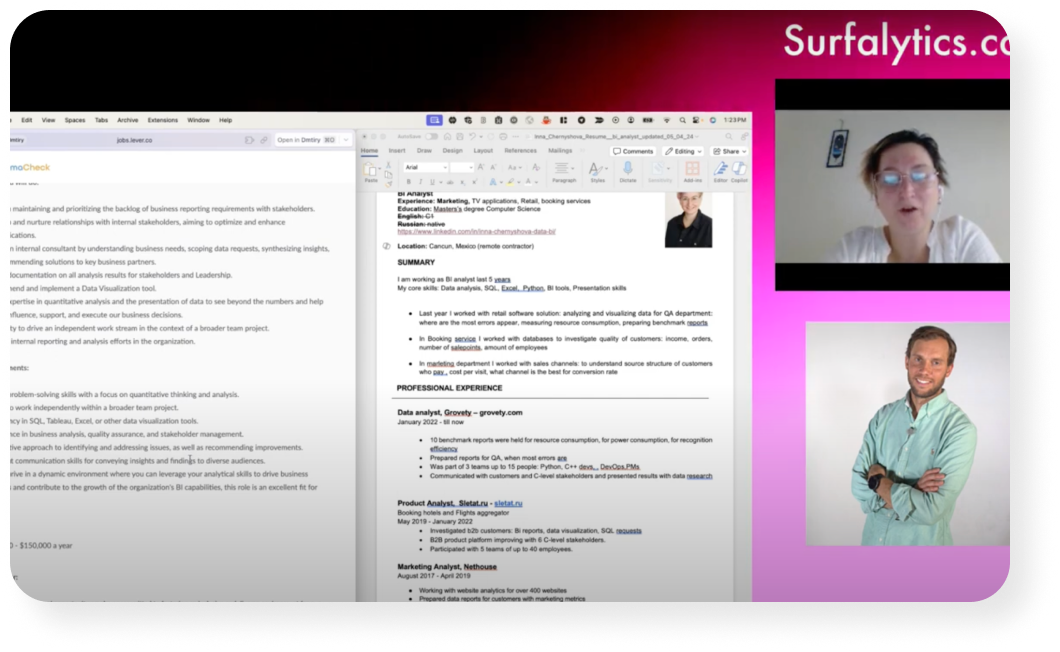 Surfalytics.co
Edit View Spaces Tabs Archive Extensions Window Help
1:23PM
jobs.lever.co
Open in Dmtry
moCheck
maintaining and prioritizing the backlog of business reporting requirements with stakeholders.
and nurture relationships with internal stakeholders, aiming to optimize and enhance
ications.
n internal consultant by understanding business needs, scoping data requests, synthesizing insights,
mmending solutions to key business partners.
documentation on all analysis results for stakeholders and Leadership.
mend and implement a Data Visualization tool.
xpertise in quantitative analysis and the presentation of data to see beyond the numbers and help
nfluence, support, and execute our business decisions.
ty to drive an independent work stream in the context of a broader team project.
internal reporting and analysis efforts in the organization.
ents:
problem-solving skills with a focus on quantitative thinking and analysis.
u work independently within a broader team project.
ncy in SQL, Tableau, Excel, or other data visualization tools.
nce in business analysis, quality assurance, and stakeholder management.
tive approach to identifying and addressing issues, as well as recommending improvements.
t communication skills for conveying insights and findings to diverse audiences.
rive in a dynamic environment where you can leverage your analytical skills to drive business
and contribute to the growth of the organization's BI capabilities, this role is an excellent fit for
0 - $150,000 a year
AutoSave
Inna_Chernyshova_Resume__bi_analyst_updated_05_04_24
Home Insert Draw Design Layout References Mailings
Comments Editing Share
Arial
Paste Paragraph Styles Dictate Sensitivity Add-ins Editor Copilot
BI Analyst
Experience: Marketing, TV applications, Retail, booking services
Education: Masters's degree Computer Science
English: C1
Russian: native
https://www.linkedin.com/in/inna-chernyshova-data-bi/
Location: Cancun, Mexico (remote contractor)
SUMMARY
I am working as BI analyst last 5 years
My core skills: Data analysis, SQL, Excel, Python, BI tools, Presentation skills
• Last year I worked with retail software solution: analyzing and visualizing data for QA department:
where are the most errors appear, measuring resource consumption, preparing benchmark reports
• In Booking service I worked with databases to investigate quality of customers: income, orders,
number of salepoints, amount of employees
• In marleting department I worked with sales channels: to understand source structure of customers
who pay , cost per visit, what channel is the best for conversion rate
PROFESSIONAL EXPERIENCE
Data analyst, Grovety – grovety.com
January 2022 - till now
• 10 benchmark reports were held for resource consumption, for power consumption, for recognition
efficiency
• Prepared reports for QA, when most errors are
• Was part of 3 teams up to 15 people: Python, C++ devs, , DevOps,PMs
• Communicated with customers and C-level stakeholders and presented results with data research
Product Analyst, Sletat.ru - sletat.ru
Booking hotels and Flights aggregator
May 2019 - January 2022
• Investigated b2b customers: Bi reports, data visualization, SQL requests
• B2B product platform improving with 6 C-level stakeholders.
• Participated with 5 teams of up to 40 employees.
Marketing Analyst, Nethouse
August 2017 - April 2019
• Working with website analytics for over 400 websites
• Prepared data reports for customers with marketing metrics